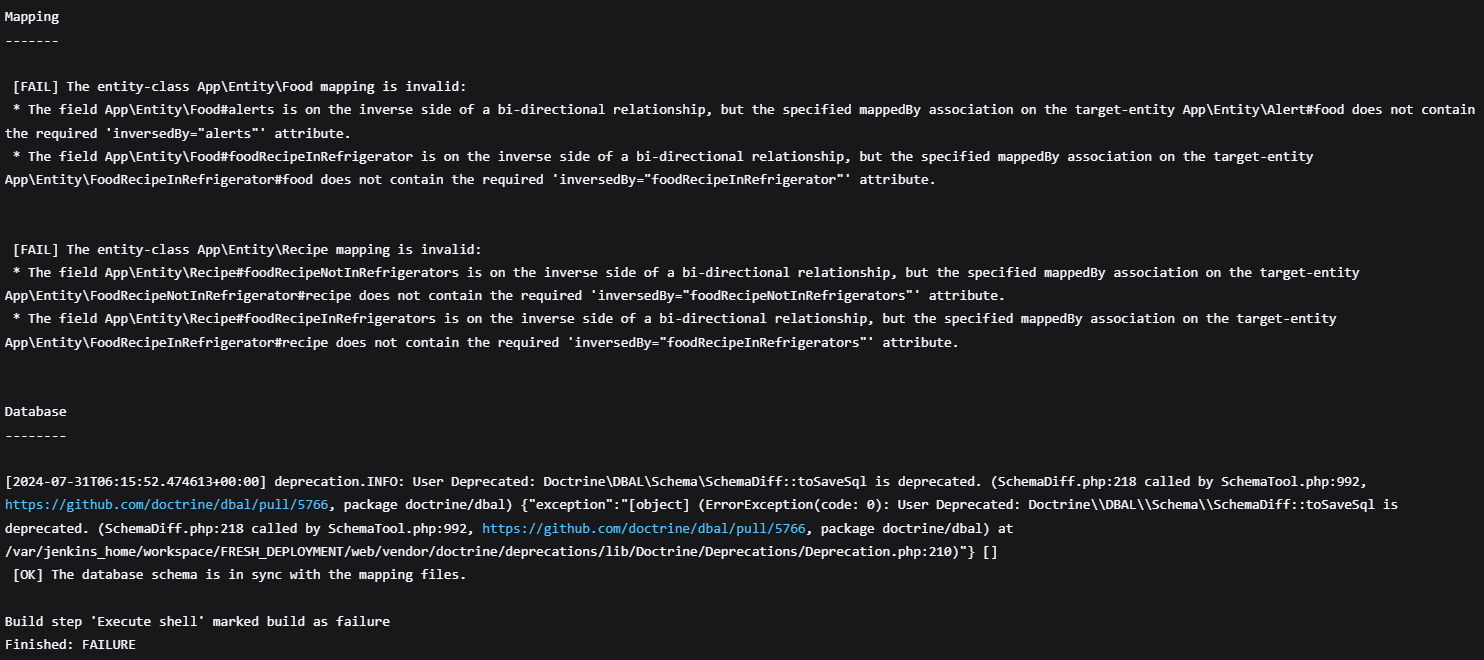 Mapping
-------
[FAIL] The entity-class App\Entity\Food mapping is invalid:
* The field App\Entity\Food#alerts is on the inverse side of a bi-directional relationship, but the specified mappedBy association on the target-entity App\Entity\Alert#food does not contain
the required 'inversedBy="alerts"' attribute.
* The field App\Entity\Food#foodRecipeInRefrigerator is on the inverse side of a bi-directional relationship, but the specified mappedBy association on the target-entity
App\Entity\FoodRecipeInRefrigerator#food does not contain the required 'inversedBy="foodRecipeInRefrigerator"' attribute.
[FAIL] The entity-class App\Entity\Recipe mapping is invalid:
* The field App\Entity\Recipe#foodRecipeNotInRefrigerators is on the inverse side of a bi-directional relationship, but the specified mappedBy association on the target-entity
App\Entity\FoodRecipeNotInRefrigerator#recipe does not contain the required 'inversedBy="foodRecipeNotInRefrigerators"' attribute.
* The field App\Entity\Recipe#foodRecipeInRefrigerators is on the inverse side of a bi-directional relationship, but the specified mappedBy association on the target-entity
App\Entity\FoodRecipeInRefrigerator#recipe does not contain the required 'inversedBy="foodRecipeInRefrigerators"' attribute.
Database
--------
[2024-07-31T06:15:52.474613+00:00] deprecation.INFO: User Deprecated: Doctrine\DBAL\Schema\SchemaDiff::toSaveSql is deprecated. (SchemaDiff.php:218 called by SchemaTool.php:992,
https://github.com/doctrine/dbal/pull/5766, package doctrine/dbal) {"exception":"[object] (ErrorException(code: 0): User Deprecated: Doctrine\\DBAL\\Schema\\SchemaDiff::toSaveSql is
deprecated. (SchemaDiff.php:218 called by SchemaTool.php:992, https://github.com/doctrine/dbal/pull/5766, package doctrine/dbal) at
/var/jenkins_home/workspace/FRESH_DEPLOYMENT/web/vendor/doctrine/deprecations/lib/Doctrine/Deprecations/Deprecation.php:210)"} []
[OK] The database schema is in sync with the mapping files.
Build step 'Execute shell' marked build as failure
Finished: FAILURE